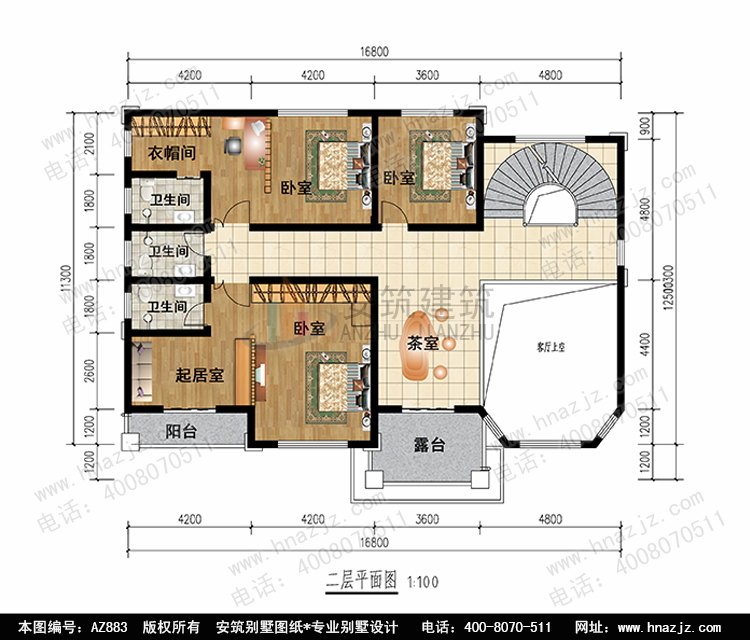 16800
4200 4200 3600 4800
www.hnazjz.com
电话：4008070511
11300
2100
1800
1800
1800
2600
1200
1200
900
4800
12500
4400
1200
1200
衣帽间
卧室
卧室
卫生间
卫生间
卫生间
卧室
安筑建筑
ANZHU JIANZHU
茶室
客厅上空
起居室
阳台
露台
4200 4200 3600 4800
16800
二层平面图 1:100
本图编号：AZ883 版权所有 安筑别墅图纸*专业别墅设计 电话：400-8070-511 网址：www.hnazjz.com